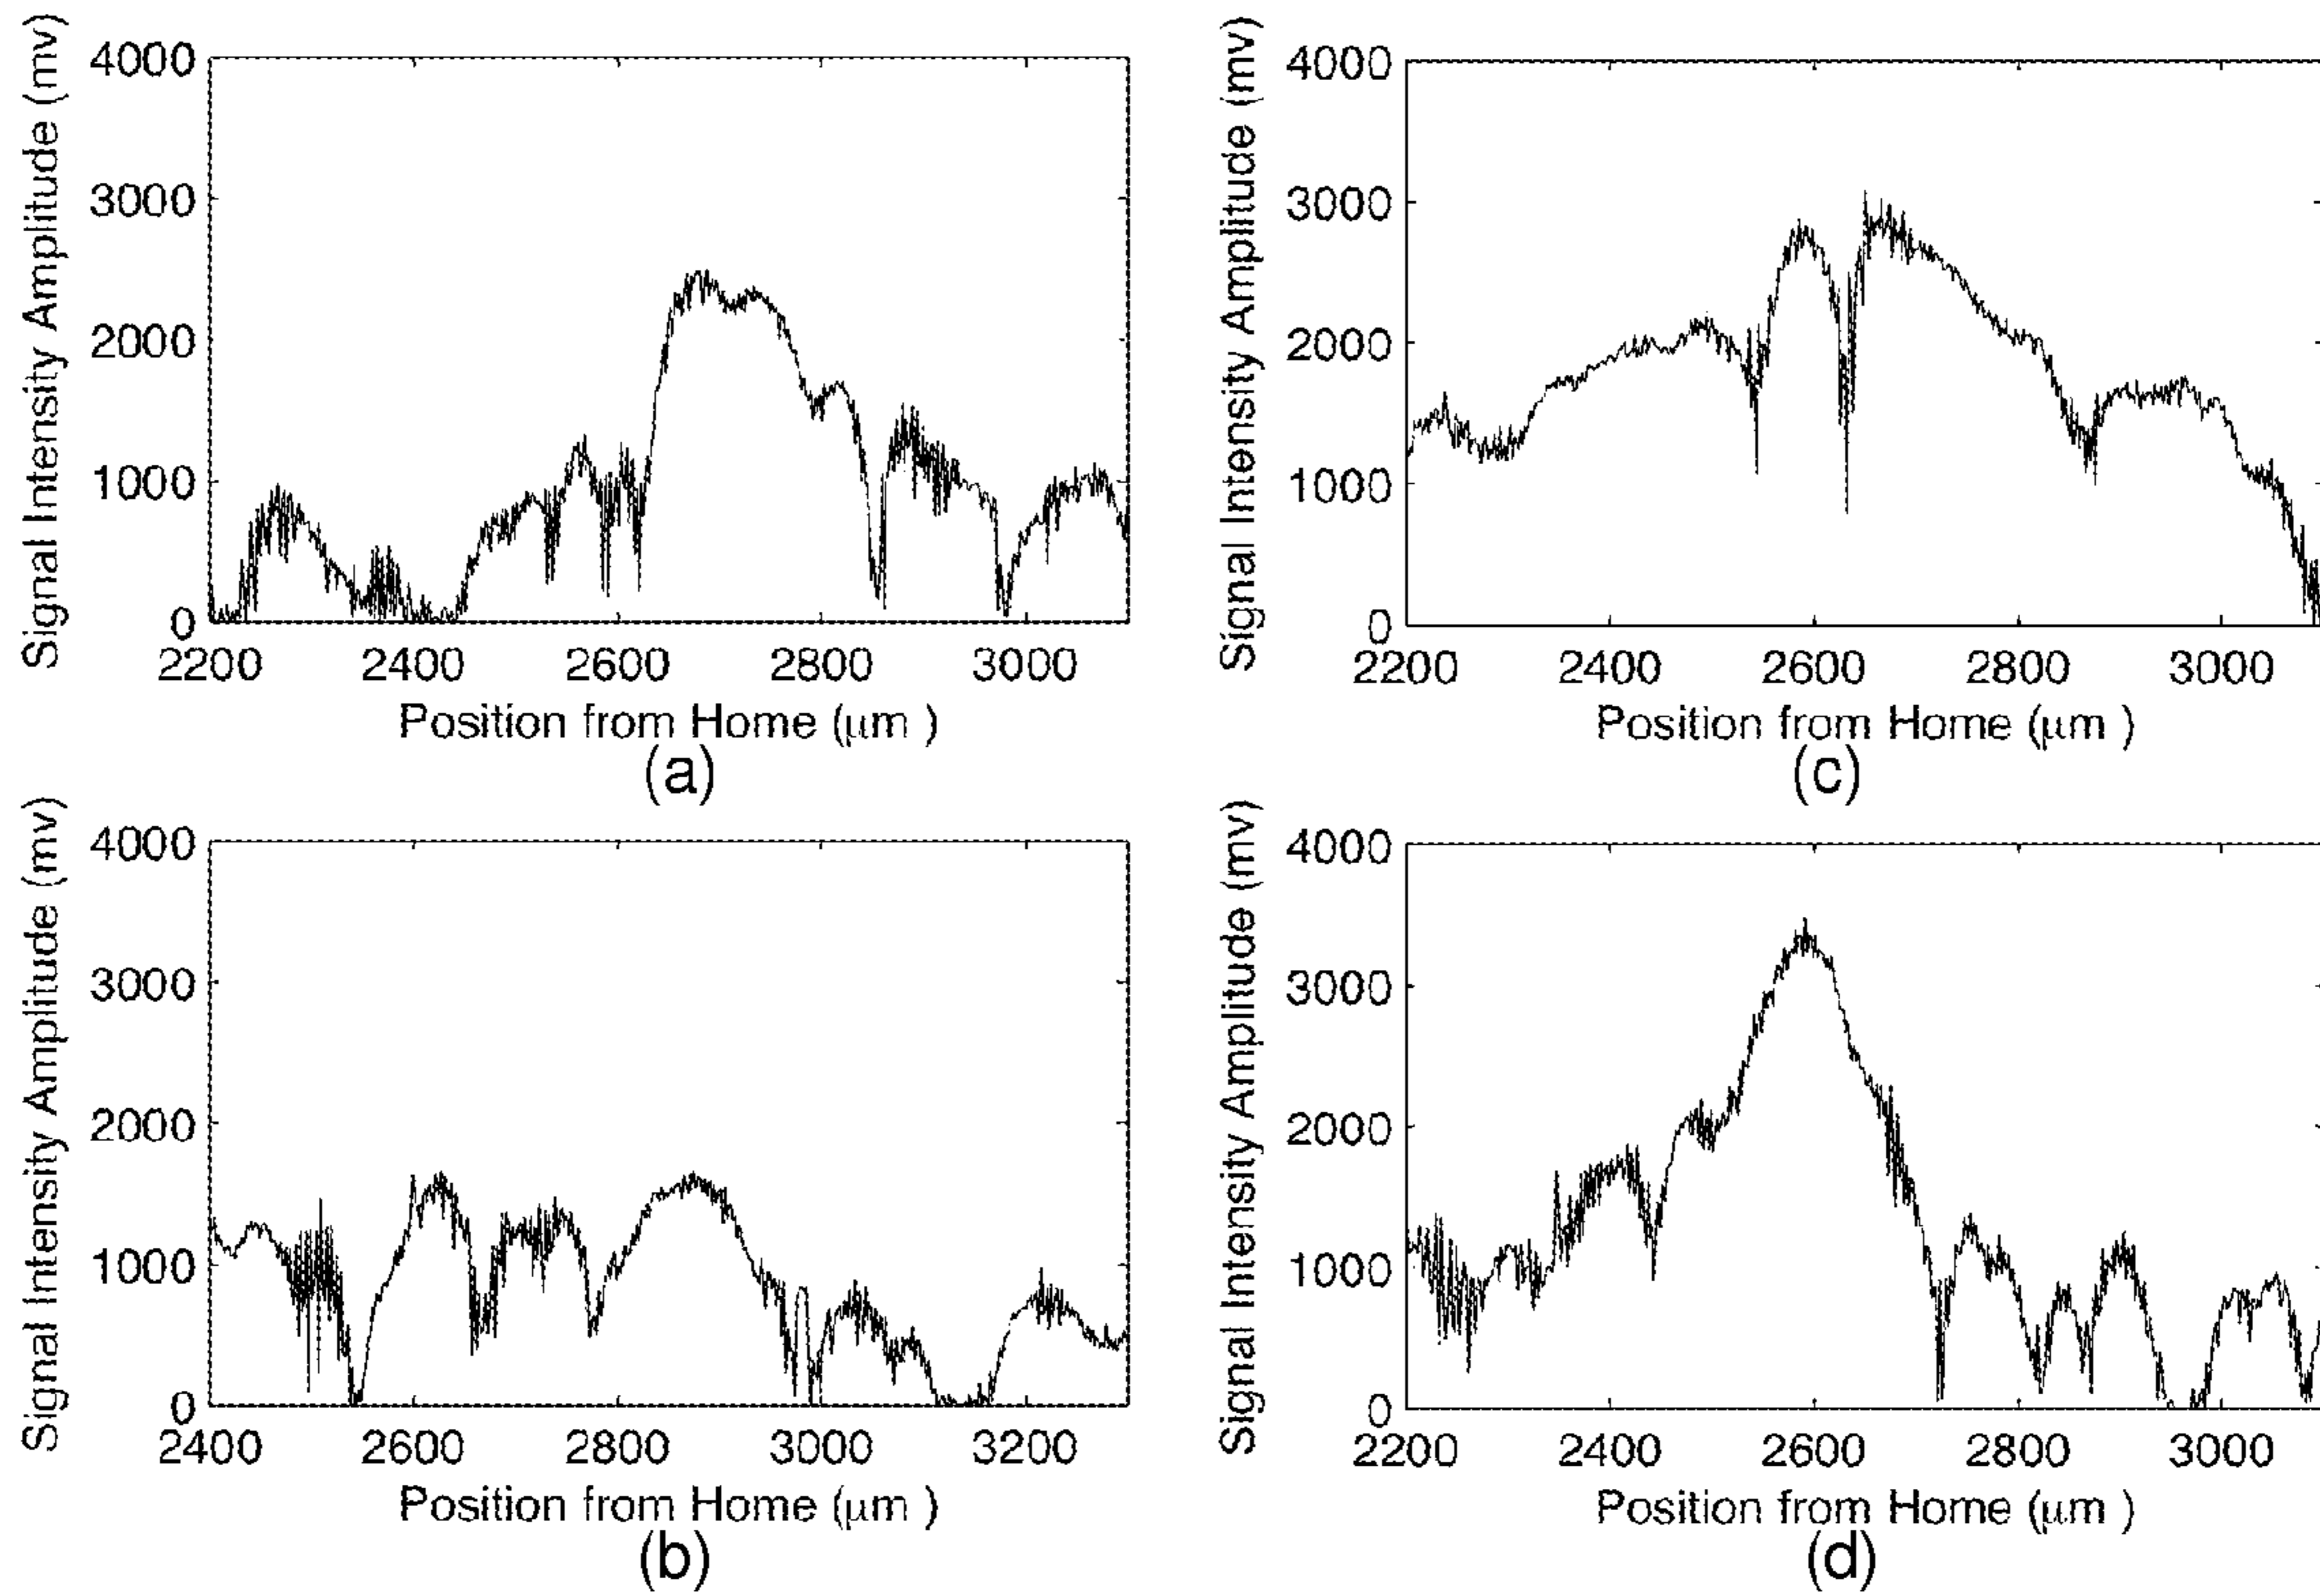 Signal Intensity Amplitude (mv)
4000
3000
2000
1000
0
2200 2400 2600 2800 3000
Position from Home (μm )
(a)
Signal Intensity Amplitude (mv)
4000
3000
2000
1000
0
2400 2600 2800 3000 3200
Position from Home (μm )
(b)
Signal Intensity Amplitude (mv)
4000
3000
2000
1000
0
2200 2400 2600 2800 3000
Position from Home (μm )
(c)
Signal Intensity Amplitude (mv)
4000
3000
2000
1000
0
2200 2400 2600 2800 3000
Position from Home (μm )
(d)